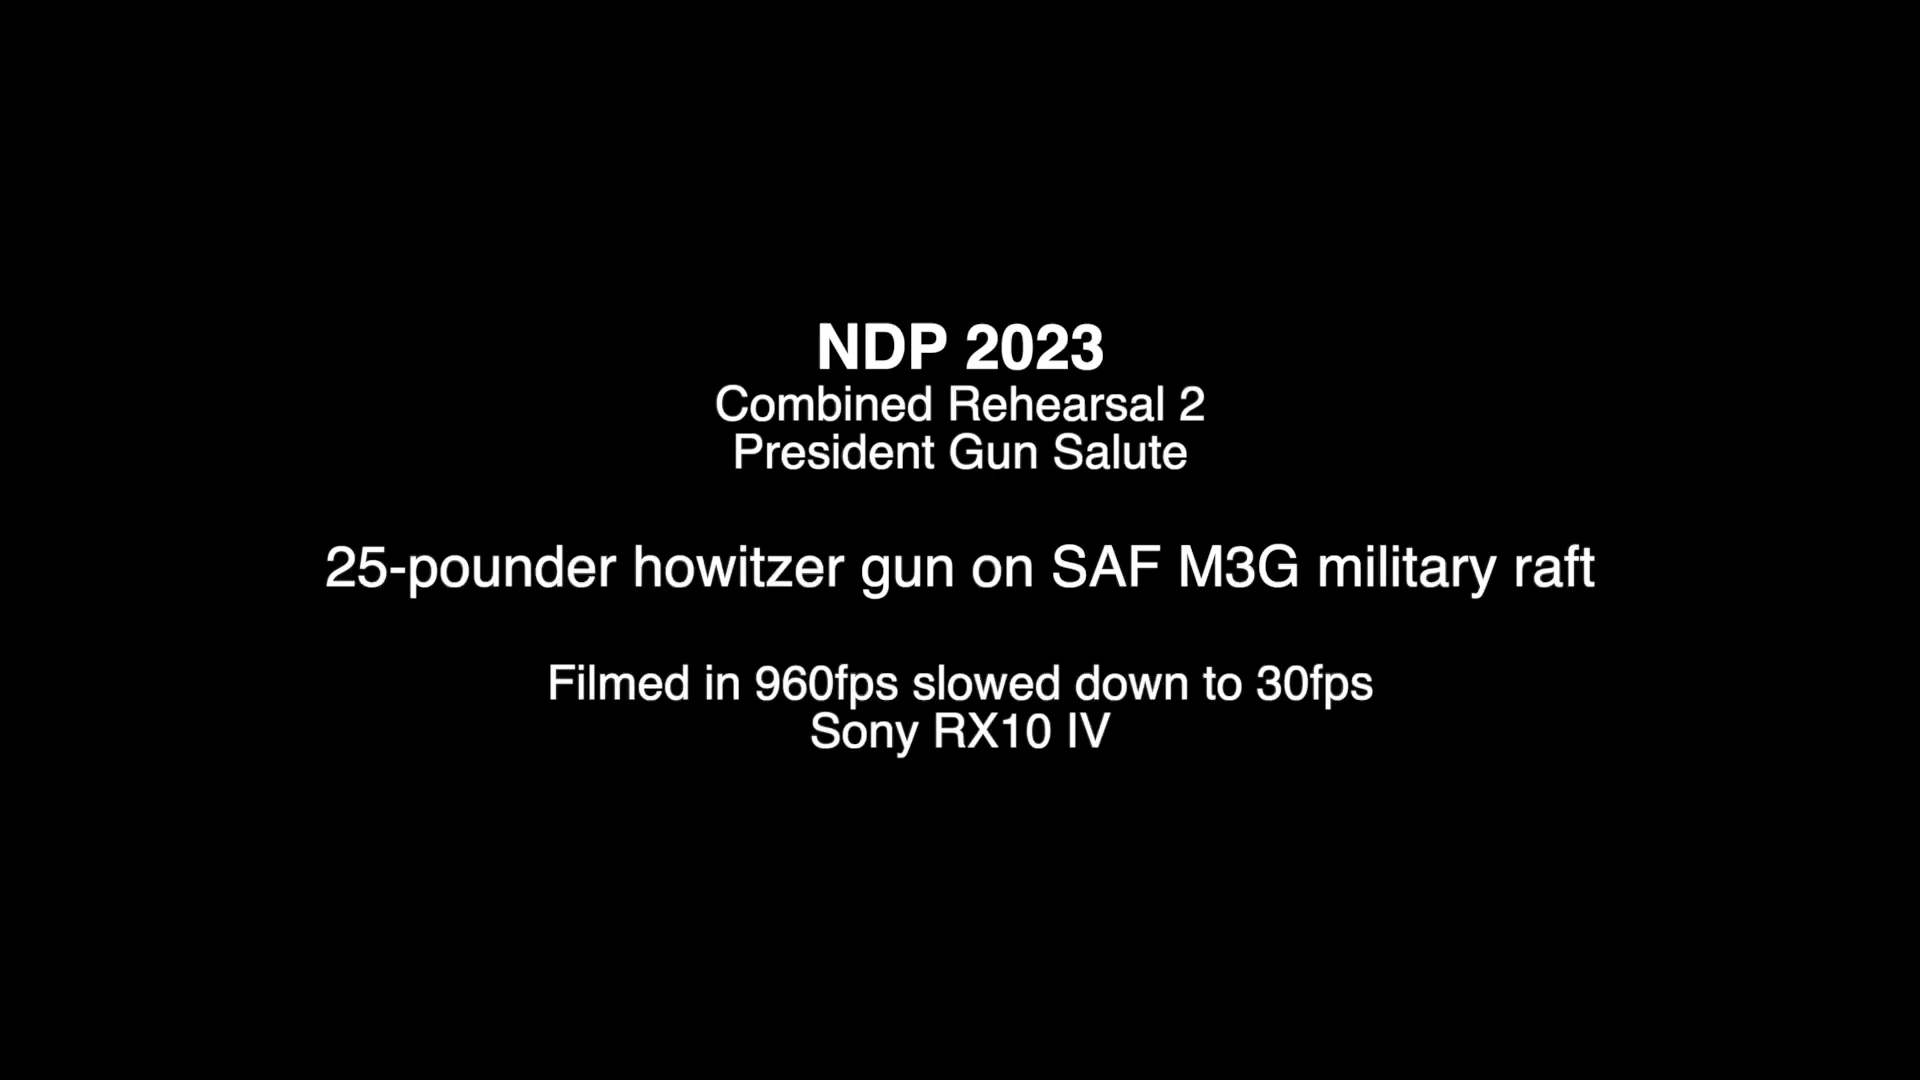 NDP 2023
Combined Rehearsal 2
President Gun Salute
25-pounder howitzer gun on SAF M3G military raft
Filmed in 960fps slowed down to 30fps
Sony RX10 IV